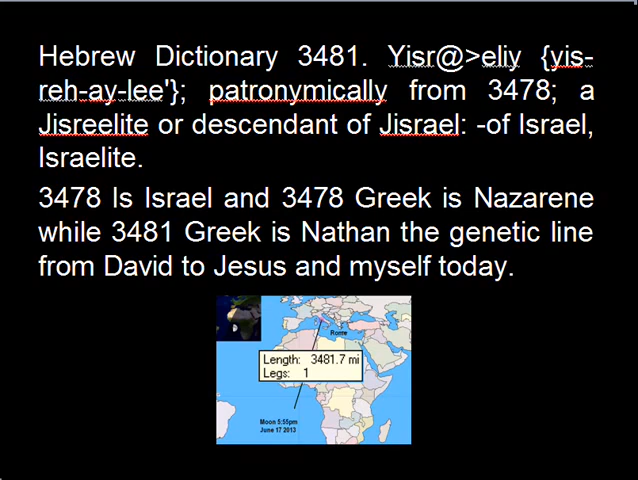 Hebrew Dictionary 3481. Yisr@>eliy {yis-
reh-ay-lee'}; patronymically from 3478; a
Jisreelite or descendant of Jisrael: -of Israel,
Israelite.
3478 Is Israel and 3478 Greek is Nazarene
while 3481 Greek is Nathan the genetic line
from David to Jesus and myself today.
Rome
Length: 3481.7 mi
Legs: 1
Moon 5:55pm
June 17 2013